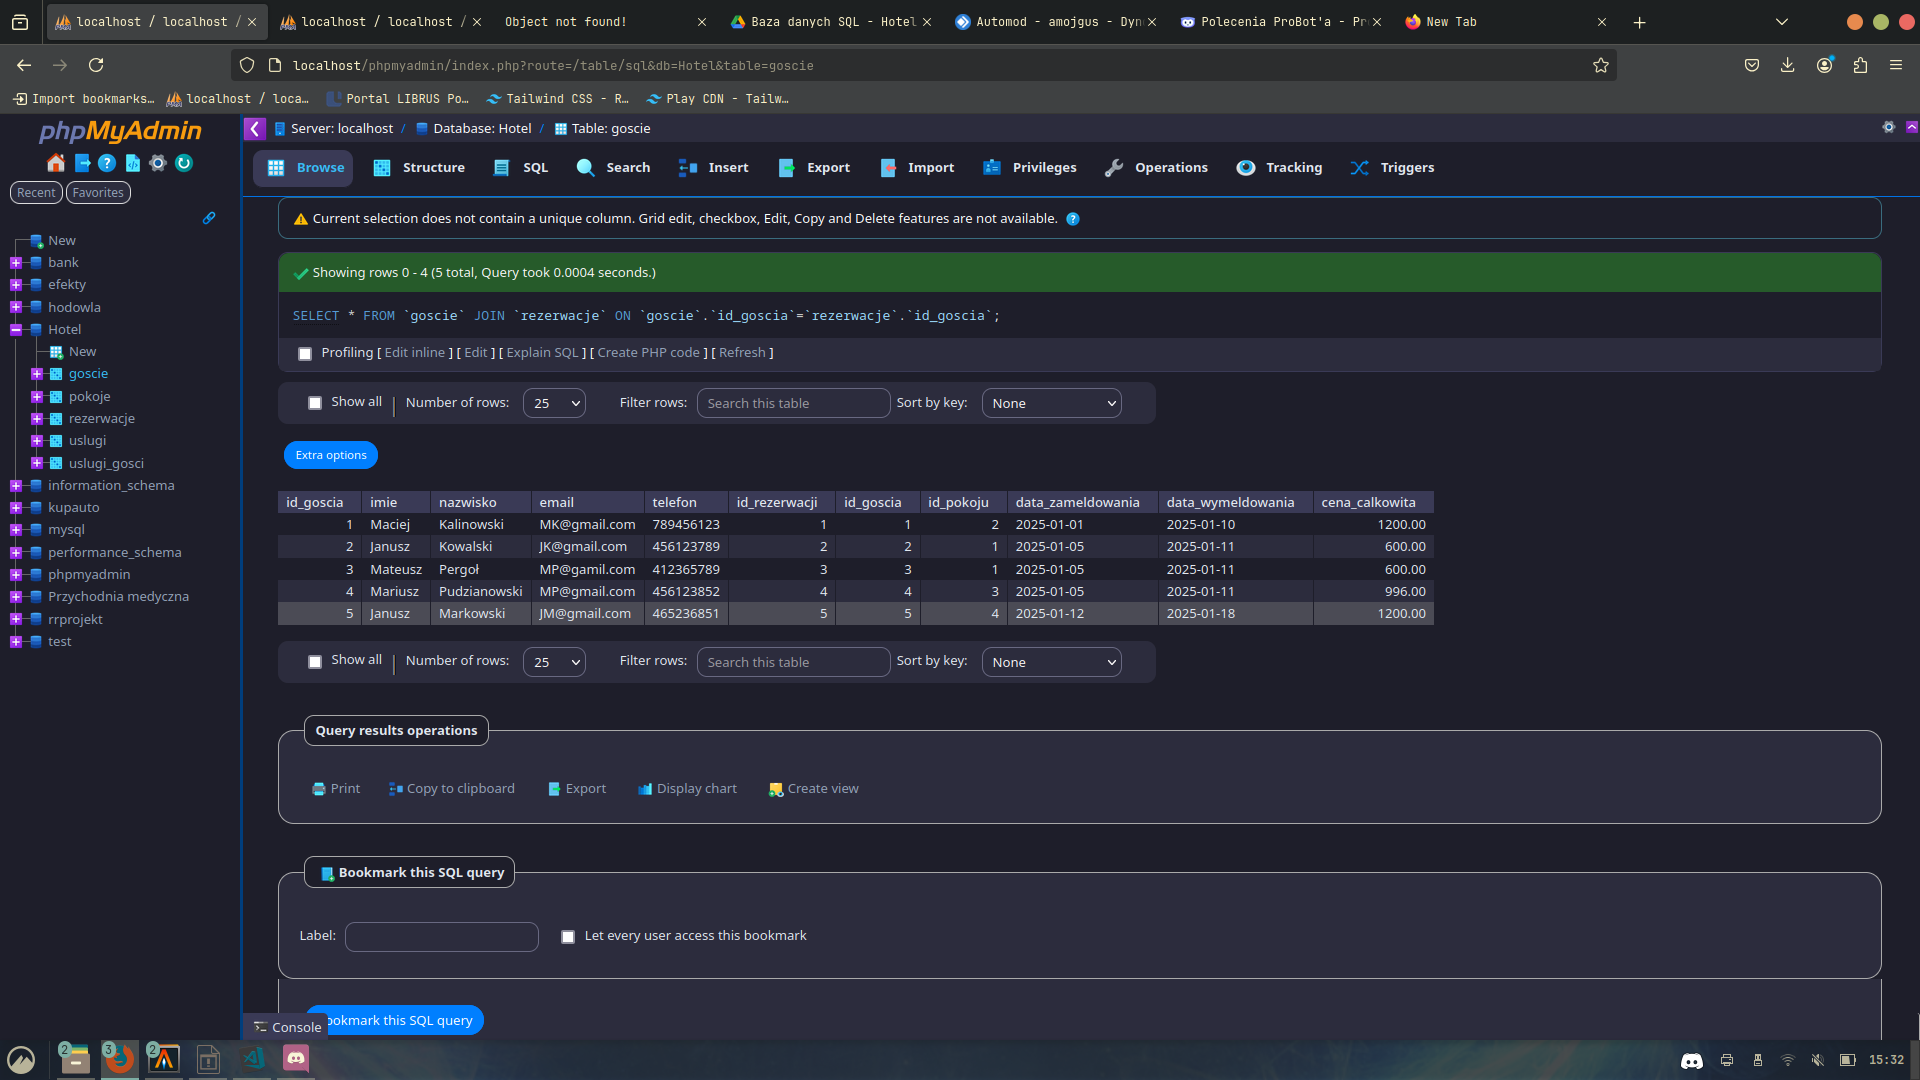 localhost / localhost /
localhost / localhost /
Object not found!
Baza danych SQL - Hotel
Automod - amojgus - Dyn
Polecenia ProBot'a - Pr
New Tab
localhost/phpmyadmin/index.php?route=/table/sql&db=Hotel&table=goscie
Import bookmarks…
localhost / loca…
Portal LIBRUS Po…
Tailwind CSS - R…
Play CDN - Tailw…
phpMyAdmin
Recent
Favorites
New
bank
efekty
hodowla
Hotel
New
goscie
pokoje
rezerwacje
uslugi
uslugi_gosci
information_schema
kupauto
mysql
performance_schema
phpmyadmin
Przychodnia medyczna
rrprojekt
test
Server: localhost / Database: Hotel / Table: goscie
Browse
Structure
SQL
Search
Insert
Export
Import
Privileges
Operations
Tracking
Triggers
Current selection does not contain a unique column. Grid edit, checkbox, Edit, Copy and Delete features are not available.
Showing rows 0 - 4 (5 total, Query took 0.0004 seconds.)
SELECT * FROM `goscie` JOIN `rezerwacje` ON `goscie`.`id_goscia`=`rezerwacje`.`id_goscia`;
Profiling [ Edit inline ] [ Edit ] [ Explain SQL ] [ Create PHP code ] [ Refresh ]
Show all | Number of rows: 25 Filter rows: Search this table Sort by key: None
Extra options
id_goscia imie nazwisko email telefon id_rezerwacji id_goscia id_pokoju data_zameldowania data_wymeldowania cena_calkowita
1 Maciej Kalinowski MK@gmail.com 789456123 1 1 2 2025-01-01 2025-01-10 1200.00
2 Janusz Kowalski JK@gmail.com 456123789 2 2 1 2025-01-05 2025-01-11 600.00
3 Mateusz Pergoł MP@gamil.com 412365789 3 3 1 2025-01-05 2025-01-11 600.00
4 Mariusz Pudzianowski MP@gmail.com 456123852 4 4 3 2025-01-05 2025-01-11 996.00
5 Janusz Markowski JM@gmail.com 465236851 5 5 4 2025-01-12 2025-01-18 1200.00
Show all | Number of rows: 25 Filter rows: Search this table Sort by key: None
Query results operations
Print
Copy to clipboard
Export
Display chart
Create view
Bookmark this SQL query
Label:
Let every user access this bookmark
ookmark this SQL query
Console
2
3
2
15:32